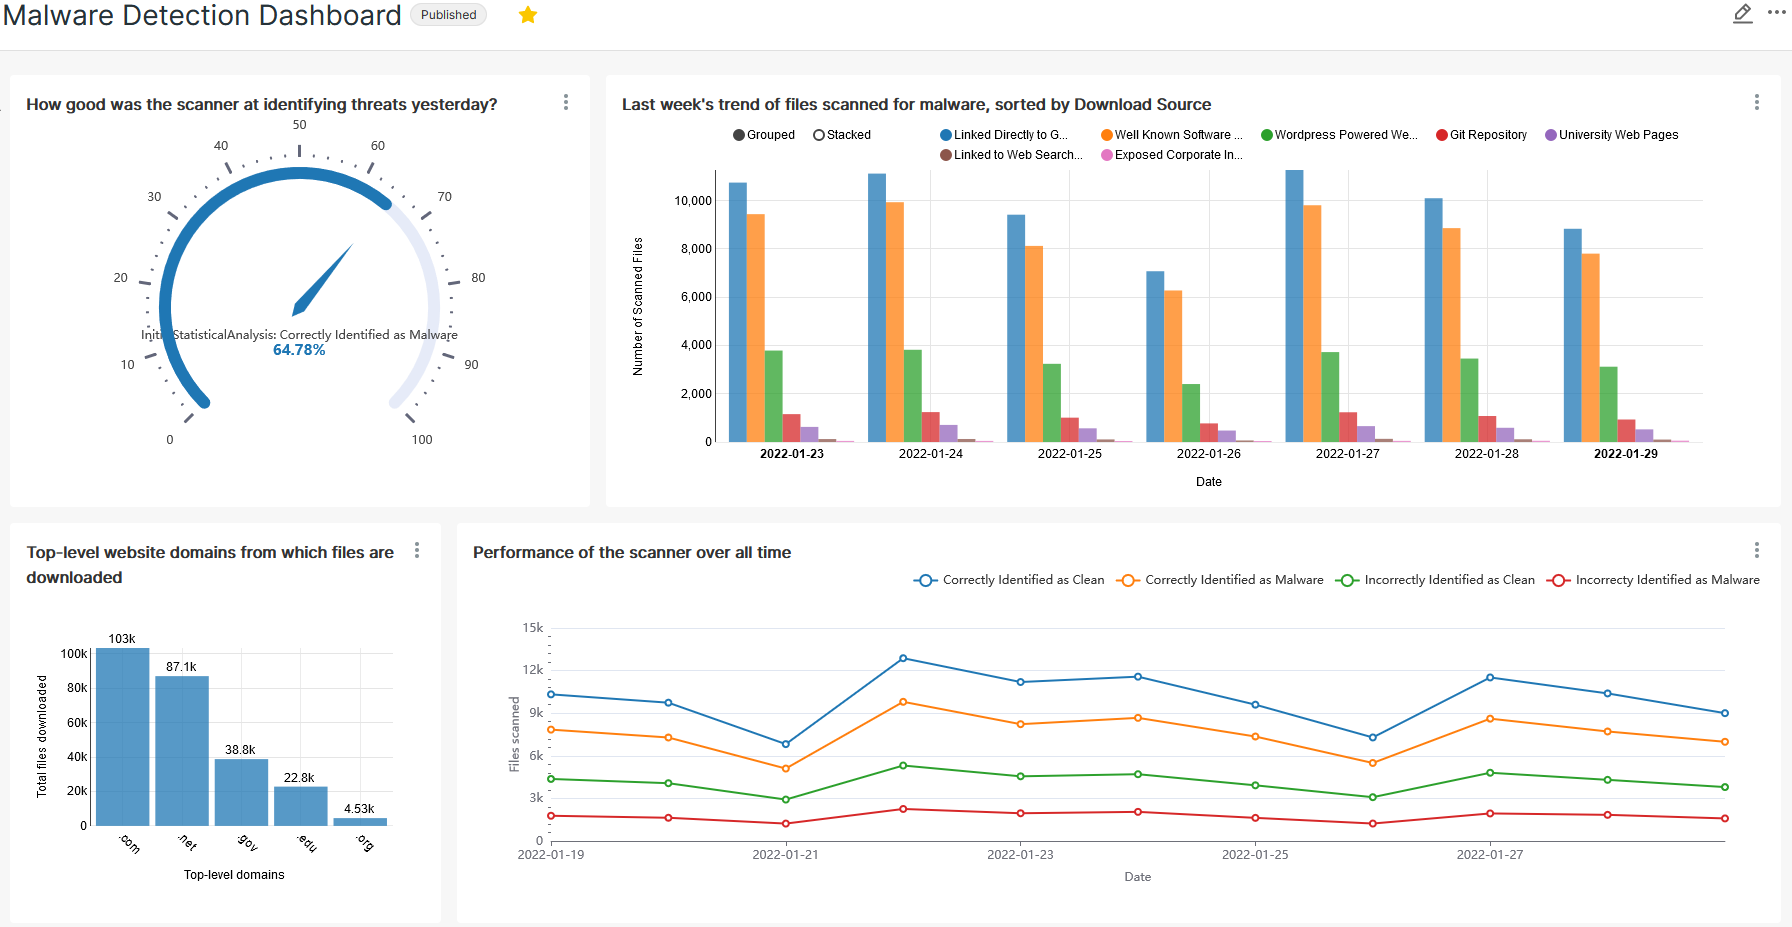 Malware Detection Dashboard Published
How good was the scanner at identifying threats yesterday?
50
40 60
30 70
20 80
InitialStatisticalAnalysis: Correctly Identified as Malware
64.78%
10 90
0 100
Last week's trend of files scanned for malware, sorted by Download Source
Grouped Stacked Linked Directly to G... Well Known Software ... Wordpress Powered We... Git Repository University Web Pages
Linked to Web Search... Exposed Corporate In...
Number of Scanned Files
10,000
8,000
6,000
4,000
2,000
0
2022-01-23 2022-01-24 2022-01-25 2022-01-26 2022-01-27 2022-01-28 2022-01-29
Date
Top-level website domains from which files are
downloaded
Total files downloaded
103k
100k
87.1k
80k
60k
38.8k
40k
22.8k
20k
4.53k
0
.com .net .gov .edu .org
Top-level domains
Performance of the scanner over all time
Correctly Identified as Clean Correctly Identified as Malware Incorrectly Identified as Clean Incorrecty Identified as Malware
Files scanned
15k
12k
9k
6k
3k
0
2022-01-19 2022-01-21 2022-01-23 2022-01-25 2022-01-27
Date